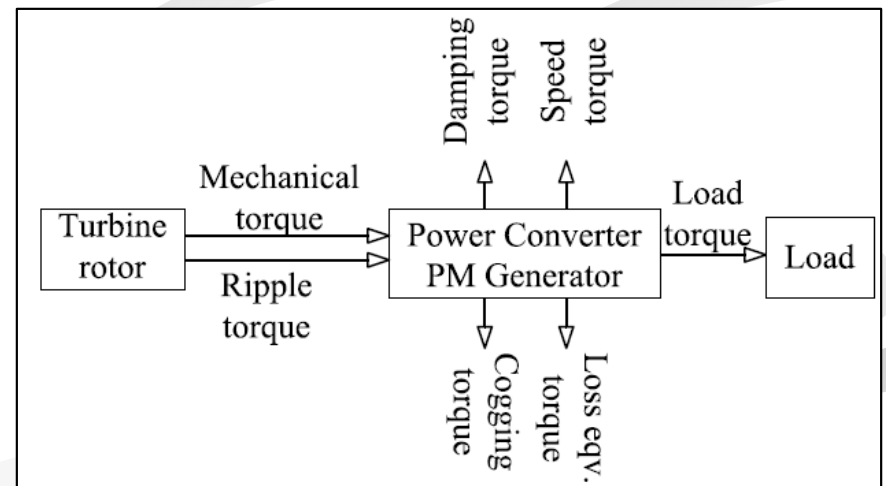 Damping
torque
Speed
torque
Mechanical
torque
Load
torque
Turbine
rotor
Power Converter
PM Generator
Load
Ripple
torque
Cogging
torque
Loss eqv.
torque